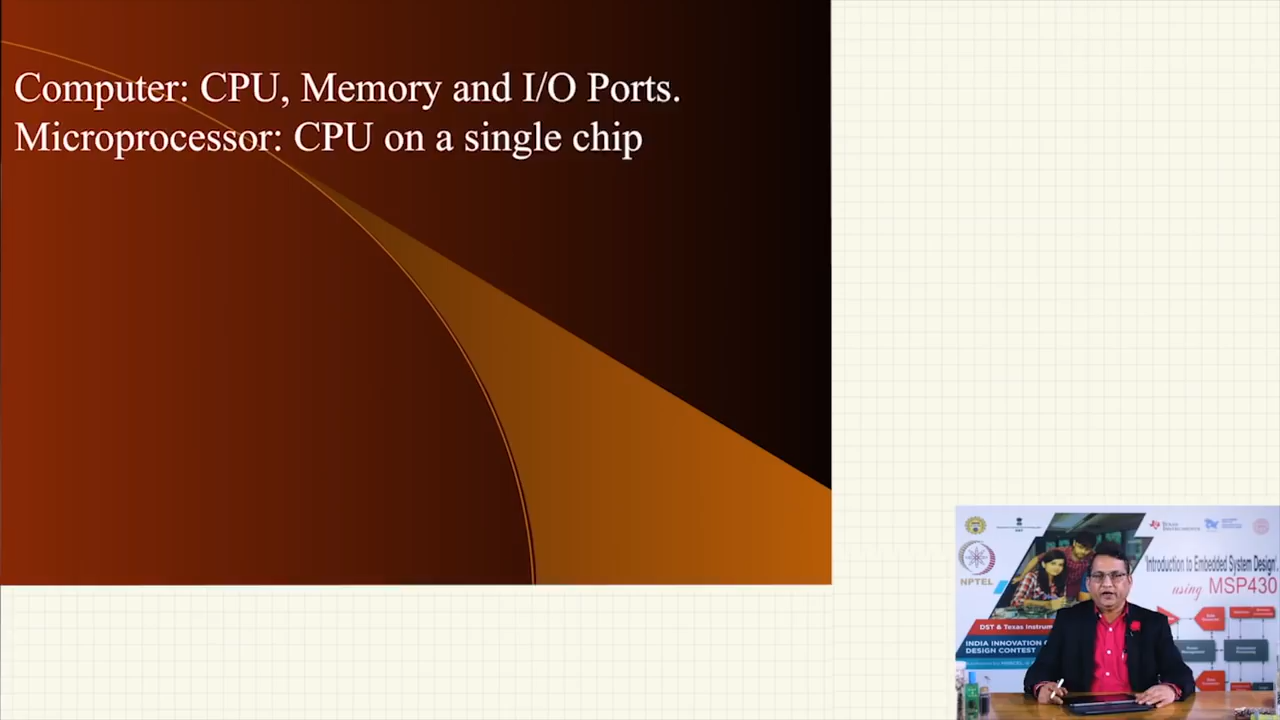 Computer: CPU, Memory and I/O Ports.
Microprocessor: CPU on a single chip
NPTEL
'Introduction to Embedded System Design'
using MSP430
DST & Texas Instrum
INDIA INNOVATION
DESIGN CONTEST